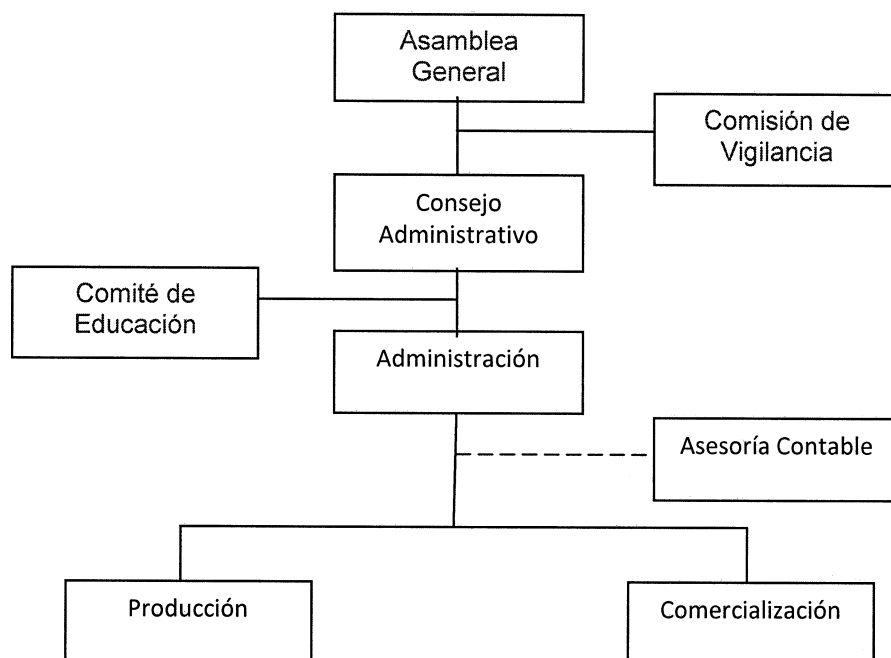 Asamblea
General
Comisión de
Vigilancia
Consejo
Administrativo
Comité de
Educación
Administración
Asesoría Contable
Producción
Comercialización